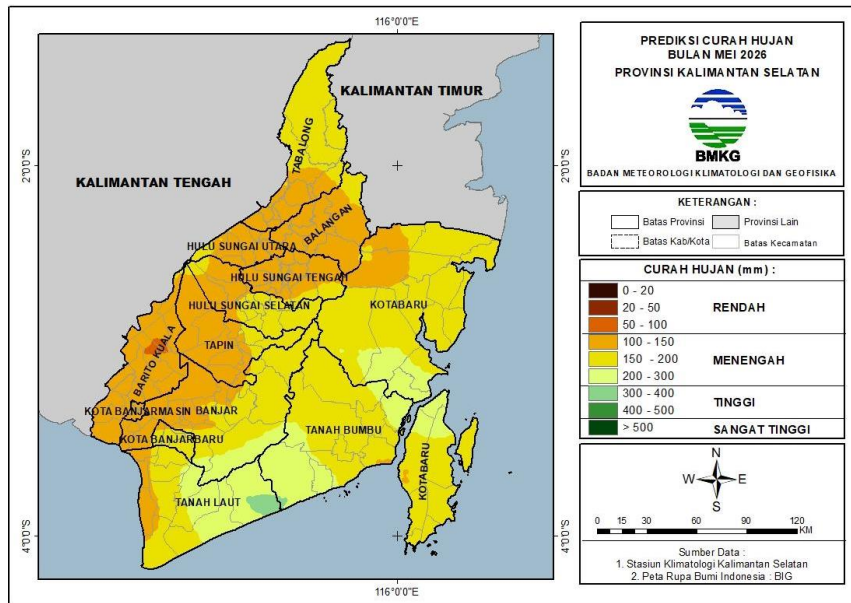 116°0'0"E
KALIMANTAN TIMUR
KALIMANTAN TENGAH
2°0'0"S
2°0'0"S
4°0'0"S
4°0'0"S
TABALONG
BALANGAN
HULU SUNGAI UTARA
HULU SUNGAI TENGAH
HULU SUNGAI SELATAN
KOTABARU
TAPIN
BARITO KUALA
KOTA BANJARMASIN
BANJAR
KOTA BANJARBARU
TANAH BUMBU
KOTABARU
TANAH LAUT
116°0'0"E
PREDIKSI CURAH HUJAN
BULAN MEI 2026
PROVINSI KALIMANTAN SELATAN
BMKG
BADAN METEOROLOGI KLIMATOLOGI DAN GEOFISIKA
KETERANGAN :
Batas Provinsi
Provinsi Lain
Batas Kab/Kota
Batas Kecamatan
CURAH HUJAN (mm) :
0 - 20
20 - 50
50 - 100
RENDAH
100 - 150
150 - 200
200 - 300
MENENGAH
300 - 400
400 - 500
TINGGI
> 500
SANGAT TINGGI
N
W E
S
0 15 30 60 90 120
KM
Sumber Data :
1. Stasiun Klimatologi Kalimantan Selatan
2. Peta Rupa Bumi Indonesia : BIG